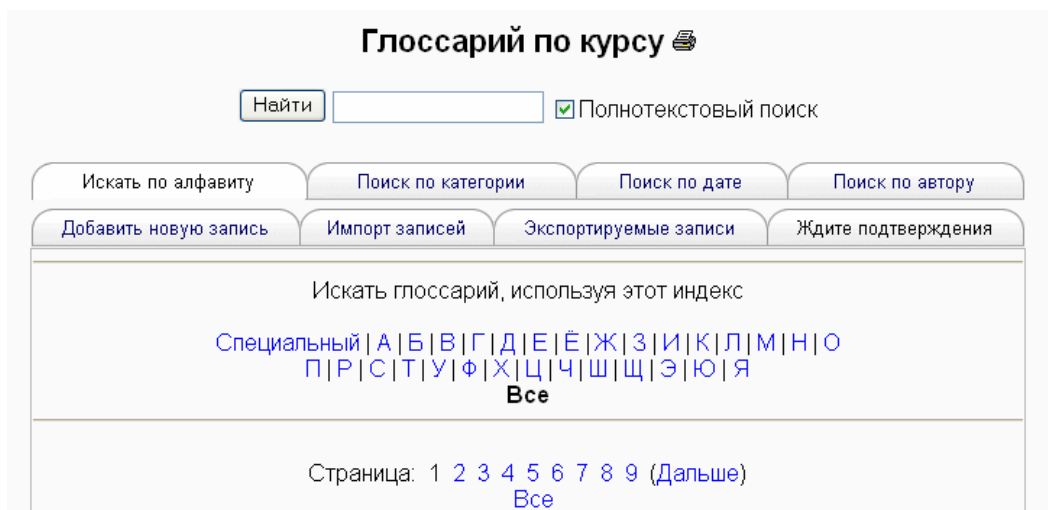 Глоссарий по курсу
Найти Полнотекстовый поиск
Искать по алфавиту Поиск по категории Поиск по дате Поиск по автору
Добавить новую запись Импорт записей Экспортируемые записи Ждите подтверждения
Искать глоссарий, используя этот индекс
Специальный | А | Б | В | Г | Д | Е | Ё | Ж | З | И | К | Л | М | Н | О
П | Р | С | Т | У | Ф | Х | Ц | Ч | Ш | Щ | Э | Ю | Я
Все
Страница: 1 2 3 4 5 6 7 8 9 (Дальше)
Все